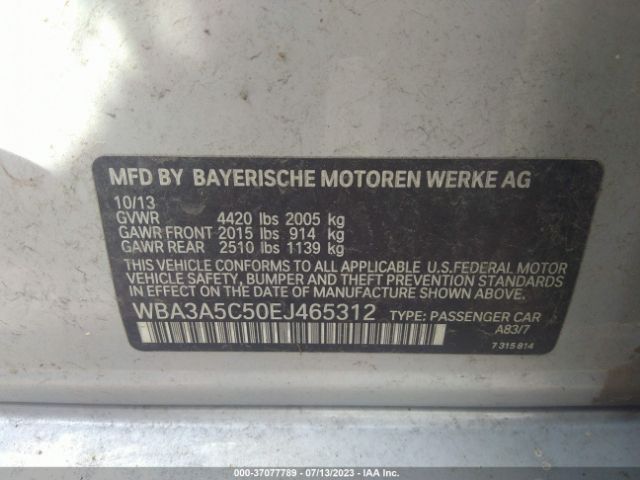 MFD BY BAYERISCHE MOTOREN WERKE AG
10/13
GVWR 4420 lbs 2005 kg
GAWR FRONT 2015 lbs 914 kg
GAWR REAR 2510 lbs 1139 kg
THIS VEHICLE CONFORMS TO ALL APPLICABLE U.S.FEDERAL MOTOR
VEHICLE SAFETY, BUMPER AND THEFT PREVENTION STANDARDS
IN EFFECT ON THE DATE OF MANUFACTURE SHOWN ABOVE.
WBA3A5C50EJ465312 TYPE: PASSENGER CAR
A83/7
7 315 814
000-37077789 - 07/13/2023 - IAA Inc.